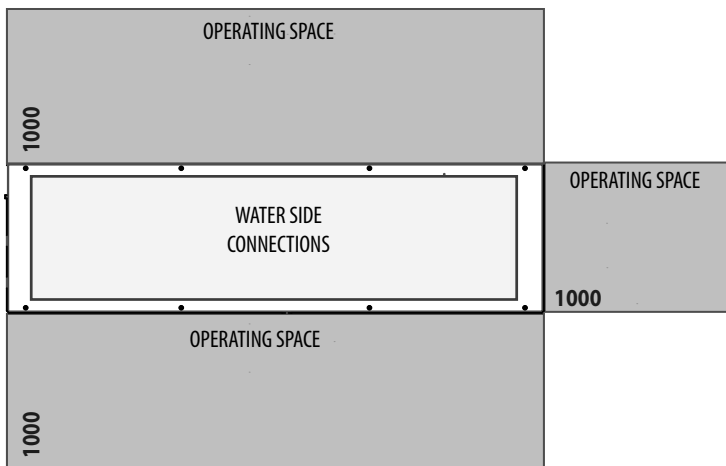 OPERATING SPACE
1000
OPERATING SPACE
WATER SIDE
CONNECTIONS
1000
OPERATING SPACE
1000